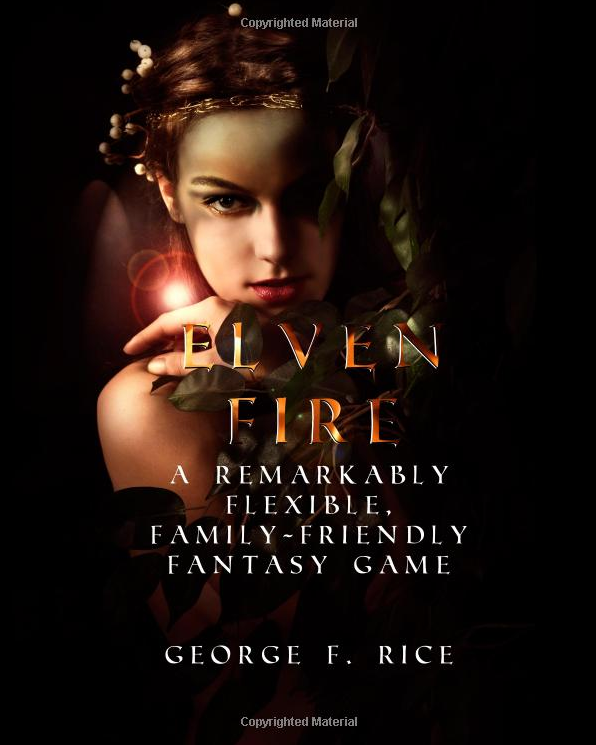 Copyrighted Material
ELVEN
FIRE
A REMARKABLY
FLEXIBLE,
FAMILY~FRIENDLY
FANTASY GAME
GEORGE F. RICE
Copyrighted Material